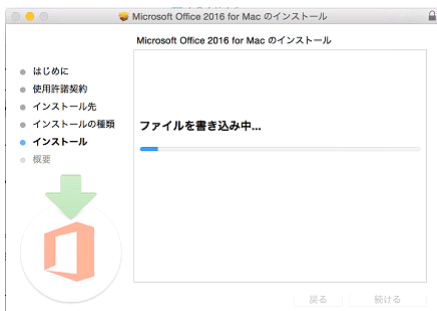 Microsoft Office 2016 for Mac のインストール
Microsoft Office 2016 for Mac のインストール
はじめに
使用許諾契約
インストール先
インストールの種類
インストール
概要
ファイルを書き込み中...
戻る
続ける